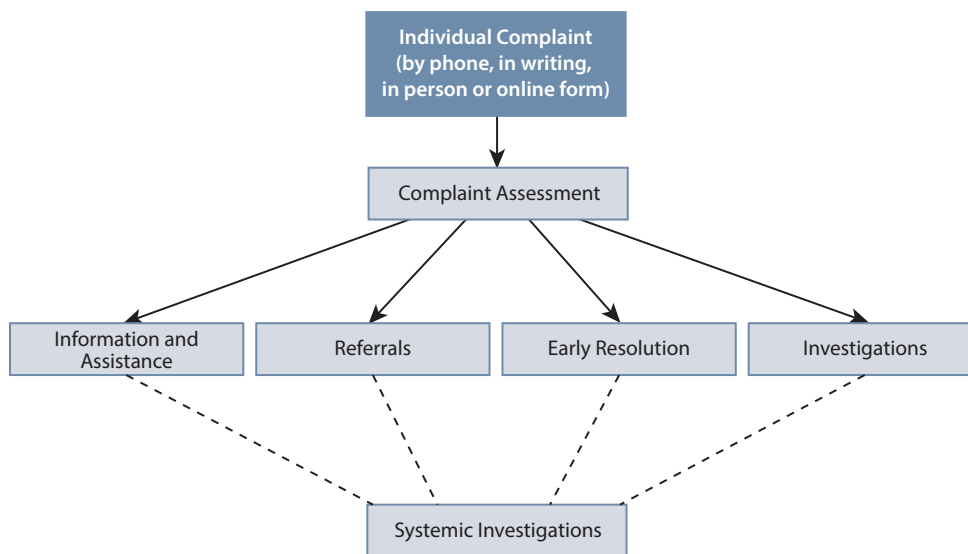 Individual Complaint
(by phone, in writing,
in person or online form)
Complaint Assessment
Information and
Assistance
Referrals
Early Resolution
Investigations
Systemic Investigations